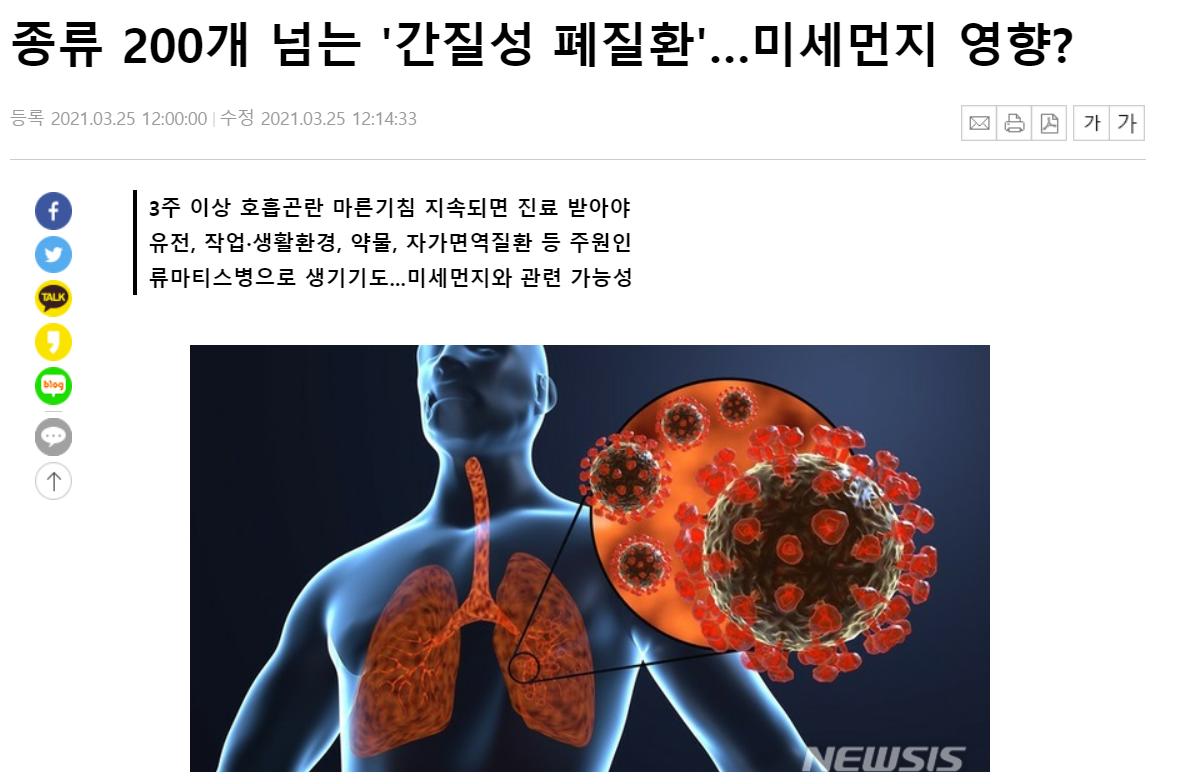 종류 200개 넘는 '간질성 폐질환'...미세먼지 영향?
등록 2021.03.25 12:00:00 | 수정 2021.03.25 12:14:33
가 가
3주 이상 호흡곤란 마른기침 지속되면 진료 받아야
유전, 작업·생활환경, 약물, 자가면역질환 등 주원인
류마티스병으로 생기기도...미세먼지와 관련 가능성
f
TALK
blog
NEWSIS